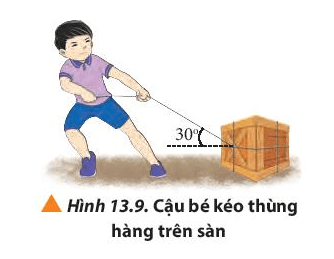 30°
Hình 13.9. Cậu bé kéo thùng
hàng trên sàn